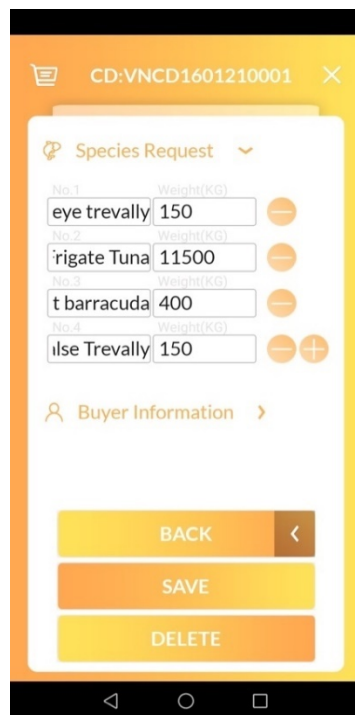 CD:VNCD1601210001
Species Request
No.1 Weight(KG)
eye trevally 150
No.2 Weight(KG)
rigate Tuna 11500
No.3 Weight(KG)
t barracuda 400
No.4 Weight(KG)
lse Trevally 150
Buyer Information
BACK
SAVE
DELETE